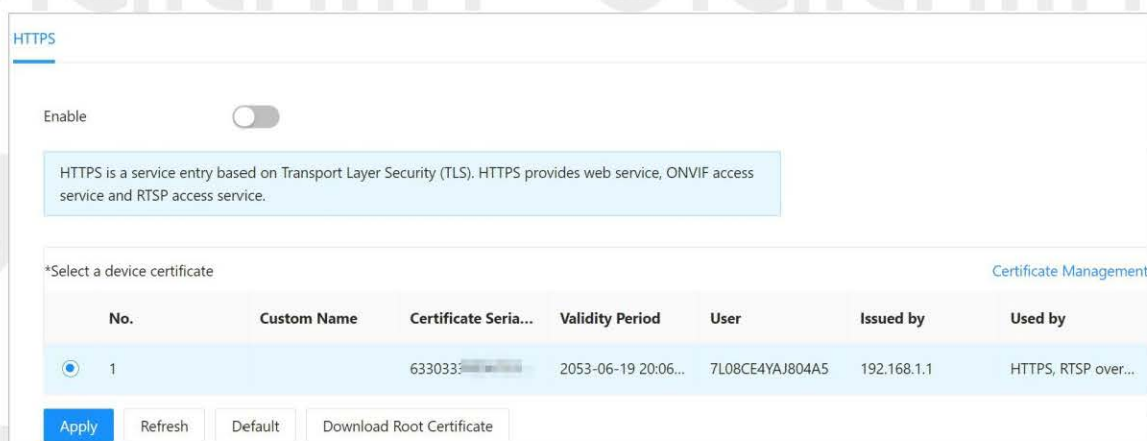 HTTPS
Enable
HTTPS is a service entry based on Transport Layer Security (TLS). HTTPS provides web service, ONVIF access
service and RTSP access service.
*Select a device certificate Certificate Management
No. Custom Name Certificate Seria... Validity Period User Issued by Used by
1 6330333 2053-06-19 20:06... 7L08CE4YAJ804A5 192.168.1.1 HTTPS, RTSP over...
Apply Refresh Default Download Root Certificate